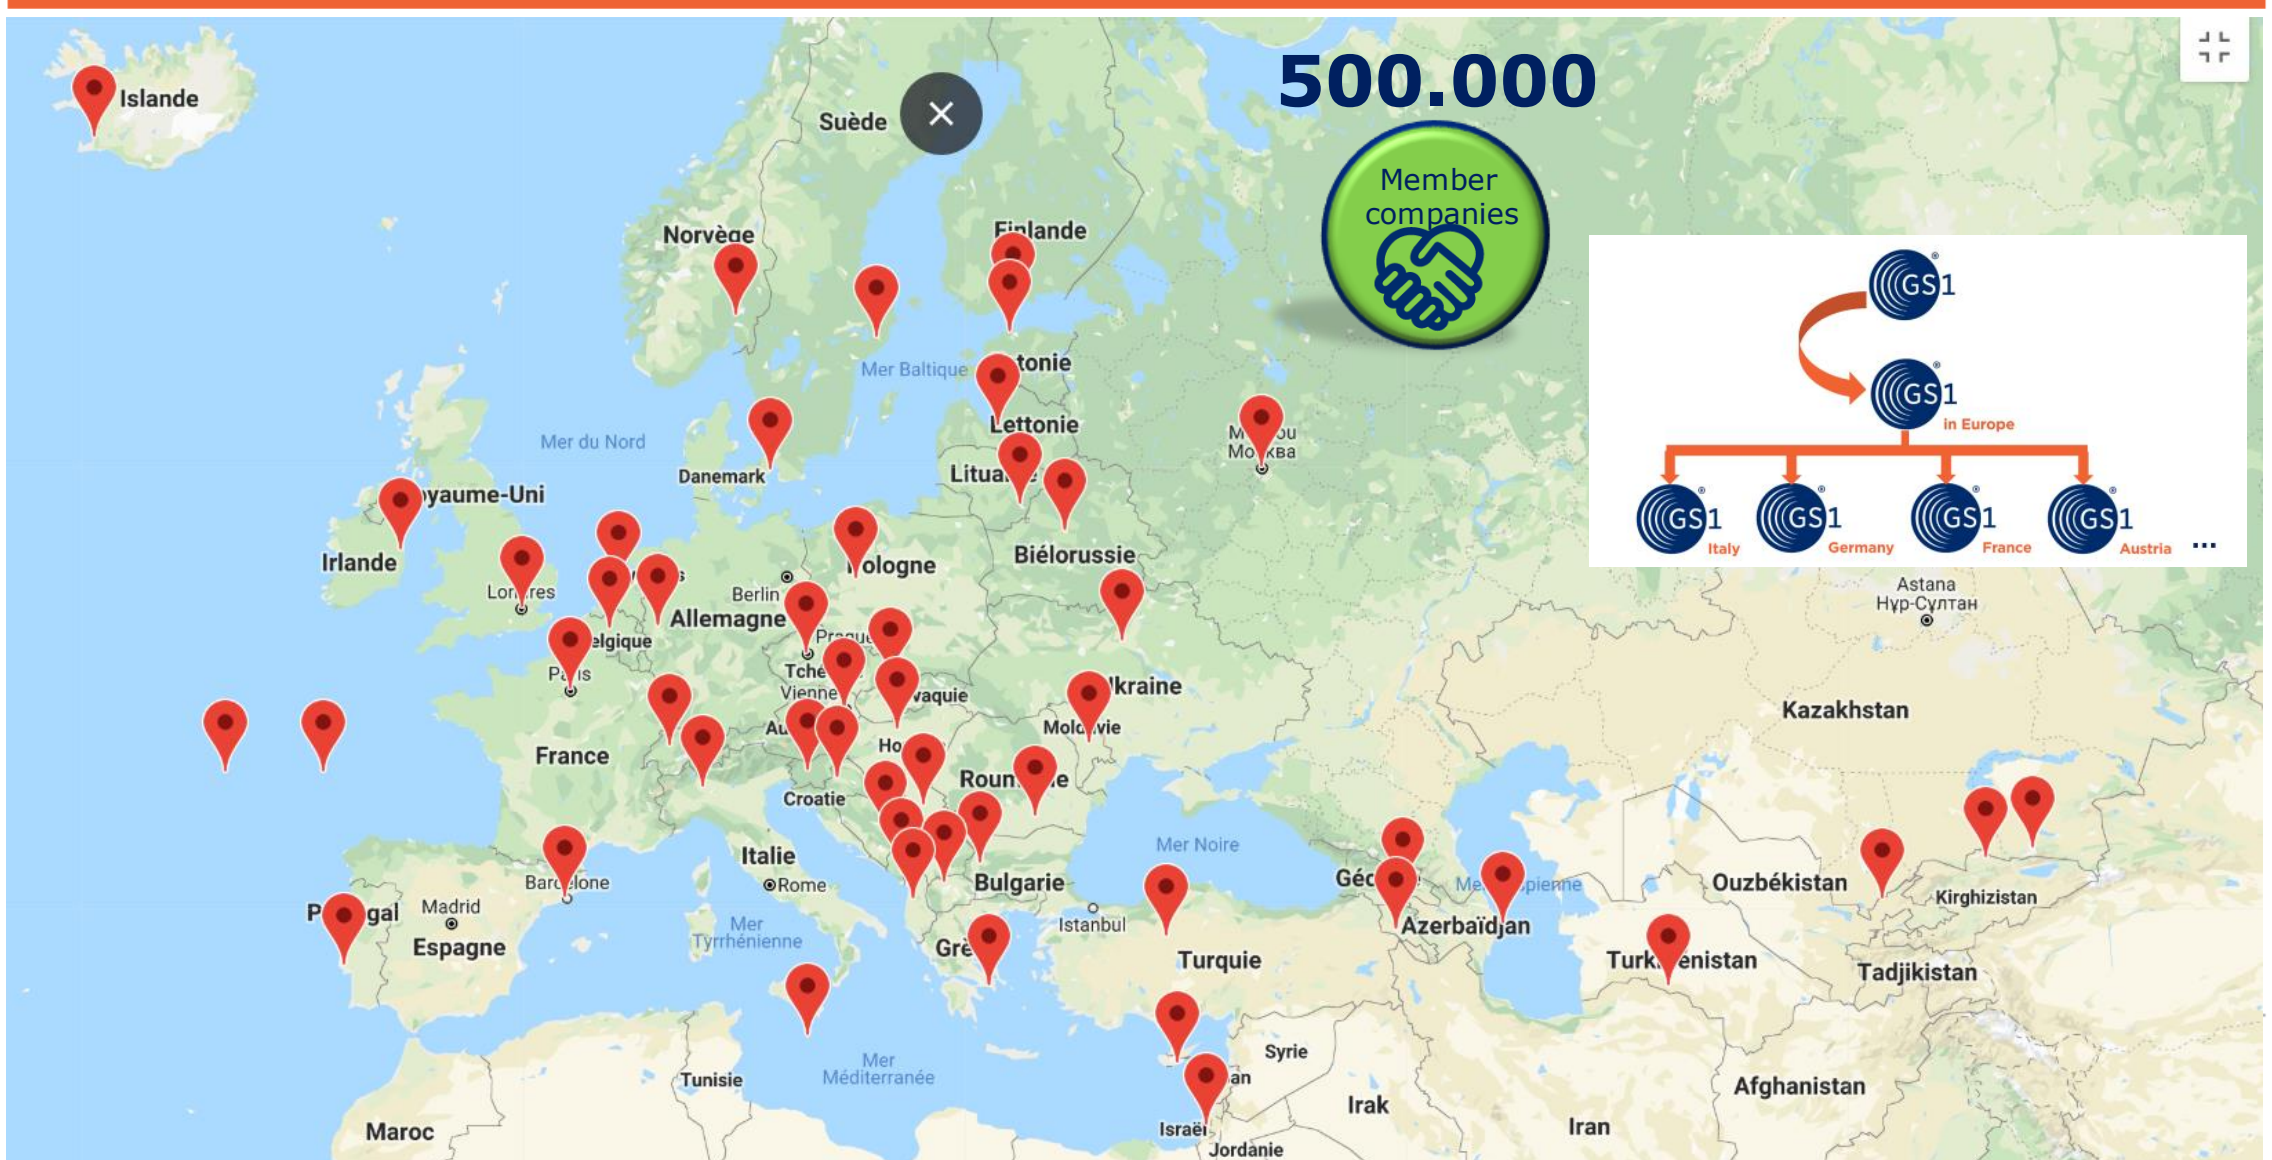 500.000
Member
companies
GS1
GS1
in Europe
GS1
Italy
GS1
Germany
GS1
France
GS1
Austria
...
Islande
Suède
Norvège
Finlande
Mer Baltique
Lettonie
Mer du Nord
Danemark
Irlande
Biélorussie
Berlin
Allemagne
Astana
Нұр-Сұлтан
Kazakhstan
France
Croatie
Mer Noire
Italie
Rome
Bulgarie
Ouzbékistan
Kirghizistan
Madrid
Espagne
Istanbul
Azerbaïdjan
Mer
Tyrrhénienne
Turquie
Tadjikistan
Syrie
Mer
Méditerranée
Tunisie
Afghanistan
Irak
Maroc
Iran
Israël
Jordanie